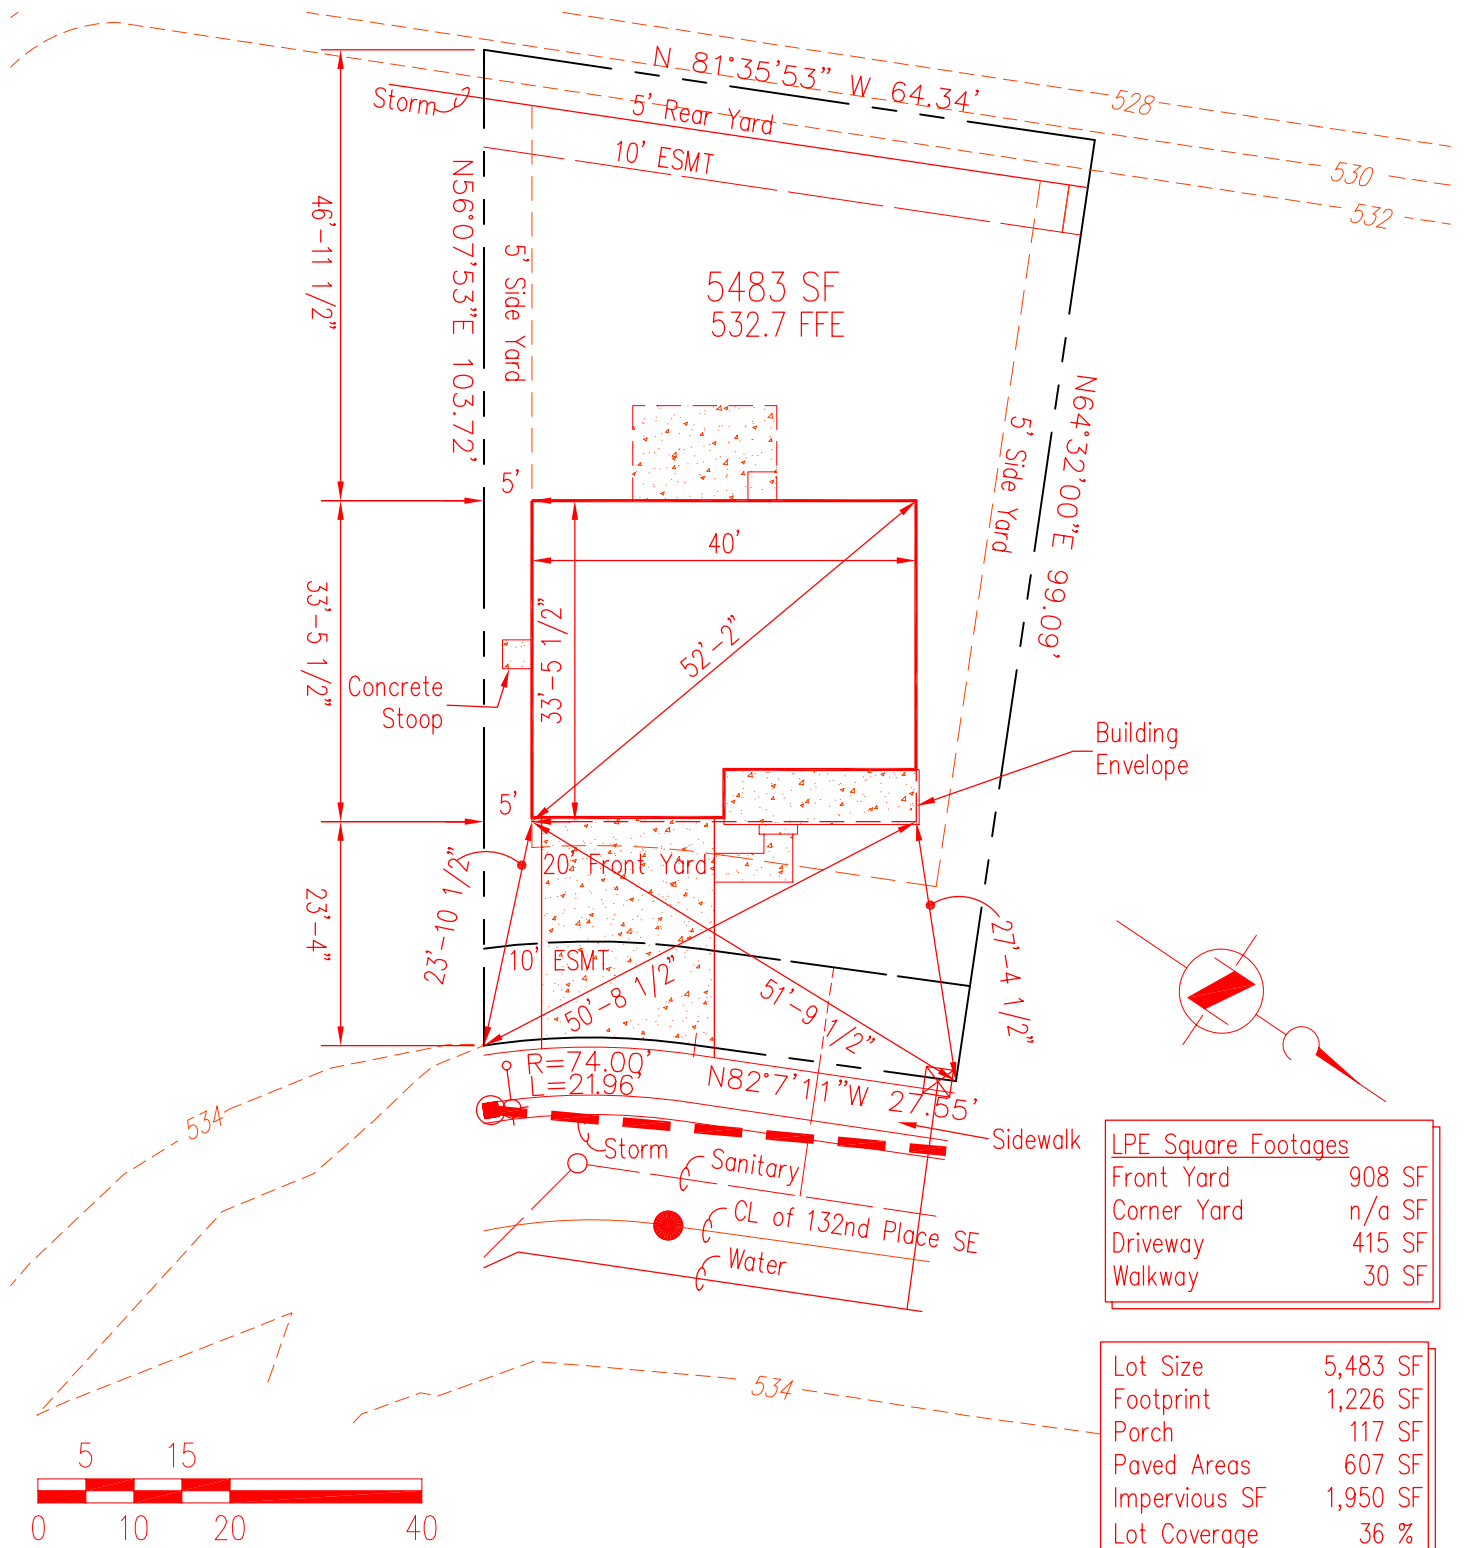 N 81°35'53" W 64.34'
528
Storm
5' Rear Yard
10' ESMT
530
532
46'-11 1/2"
N56°07'53"E 103.72'
5' Side Yard
5483 SF
532.7 FFE
N64°32'00"E 99.09'
5' Side Yard
5'
40'
33'-5 1/2"
33'-5 1/2"
52'-2"
Concrete
Stoop
Building
Envelope
5'
20' Front Yard
23'-10 1/2"
23'-4"
27'-4 1/2"
10' ESMT
50'-8 1/2"
51'-9 1/2"
R=74.00'
L=21.96'
N82°7'11"W 27.55'
534
Storm
Sidewalk
Sanitary
CL of 132nd Place SE
Water
LPE Square Footages
Front Yard 908 SF
Corner Yard n/a SF
Driveway 415 SF
Walkway 30 SF
534
Lot Size 5,483 SF
Footprint 1,226 SF
Porch 117 SF
Paved Areas 607 SF
Impervious SF 1,950 SF
Lot Coverage 36 %
5 15
0 10 20 40